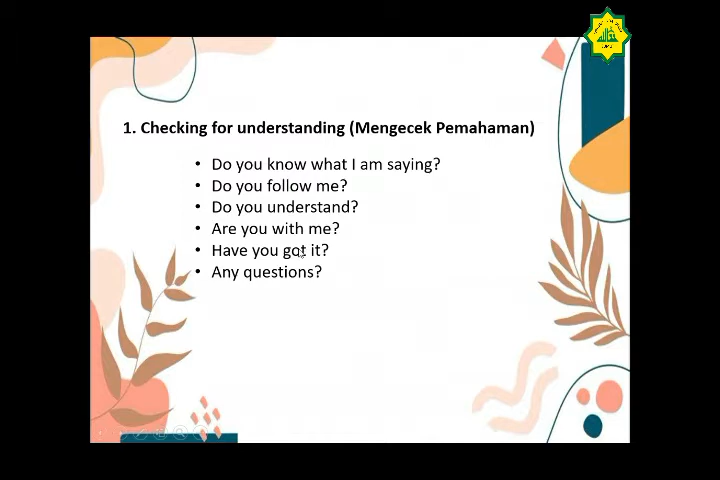 1. Checking for understanding (Mengecek Pemahaman)
• Do you know what I am saying?
• Do you follow me?
• Do you understand?
• Are you with me?
• Have you got it?
• Any questions?